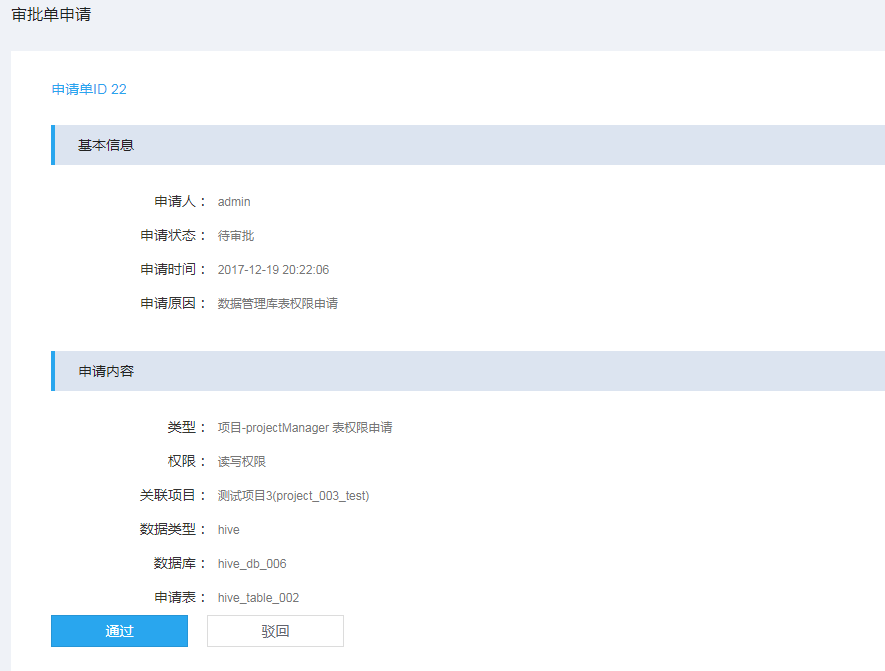 审批单申请
申请单ID 22
基本信息
申请人： admin
申请状态： 待审批
申请时间： 2017-12-19 20:22:06
申请原因： 数据管理库表权限申请
申请内容
类型： 项目-projectManager 表权限申请
权限： 读写权限
关联项目： 测试项目3(project_003_test)
数据类型： hive
数据库： hive_db_006
申请表： hive_table_002
通过 驳回